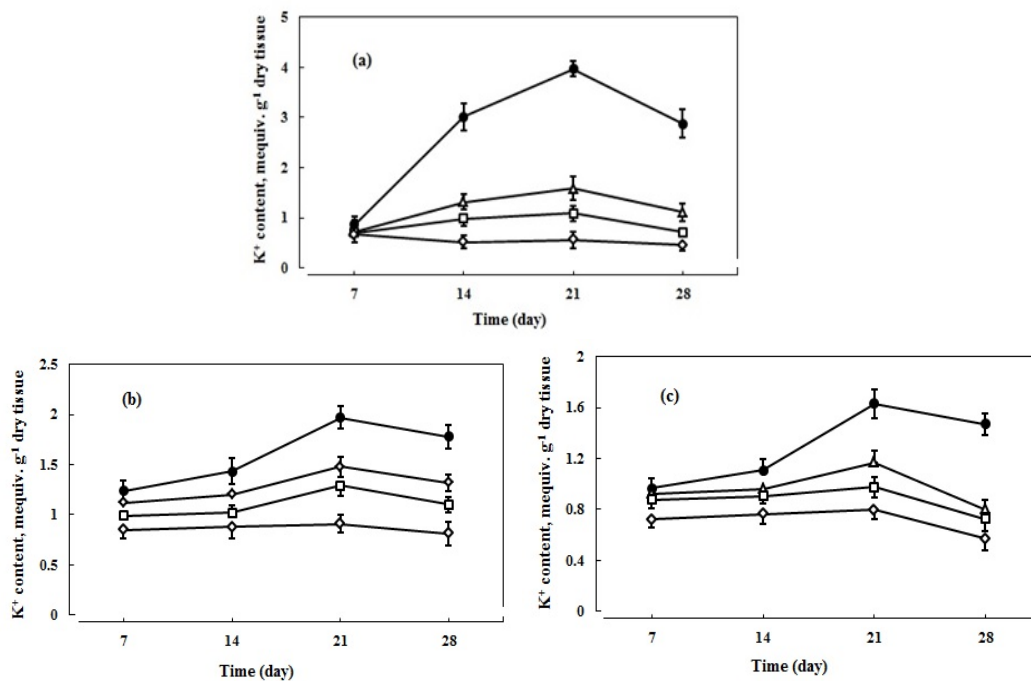 K⁺ content, mequiv. g⁻¹ dry tissue
5
4
3
2
1
0
(a)
7 14 21 28
Time (day)
K⁺ content, mequiv. g⁻¹ dry tissue
2.5
2
1.5
1
0.5
0
(b)
7 14 21 28
Time (day)
K⁺ content, mequiv. g⁻¹ dry tissue
2
1.6
1.2
0.8
0.4
0
(c)
7 14 21 28
Time (day)